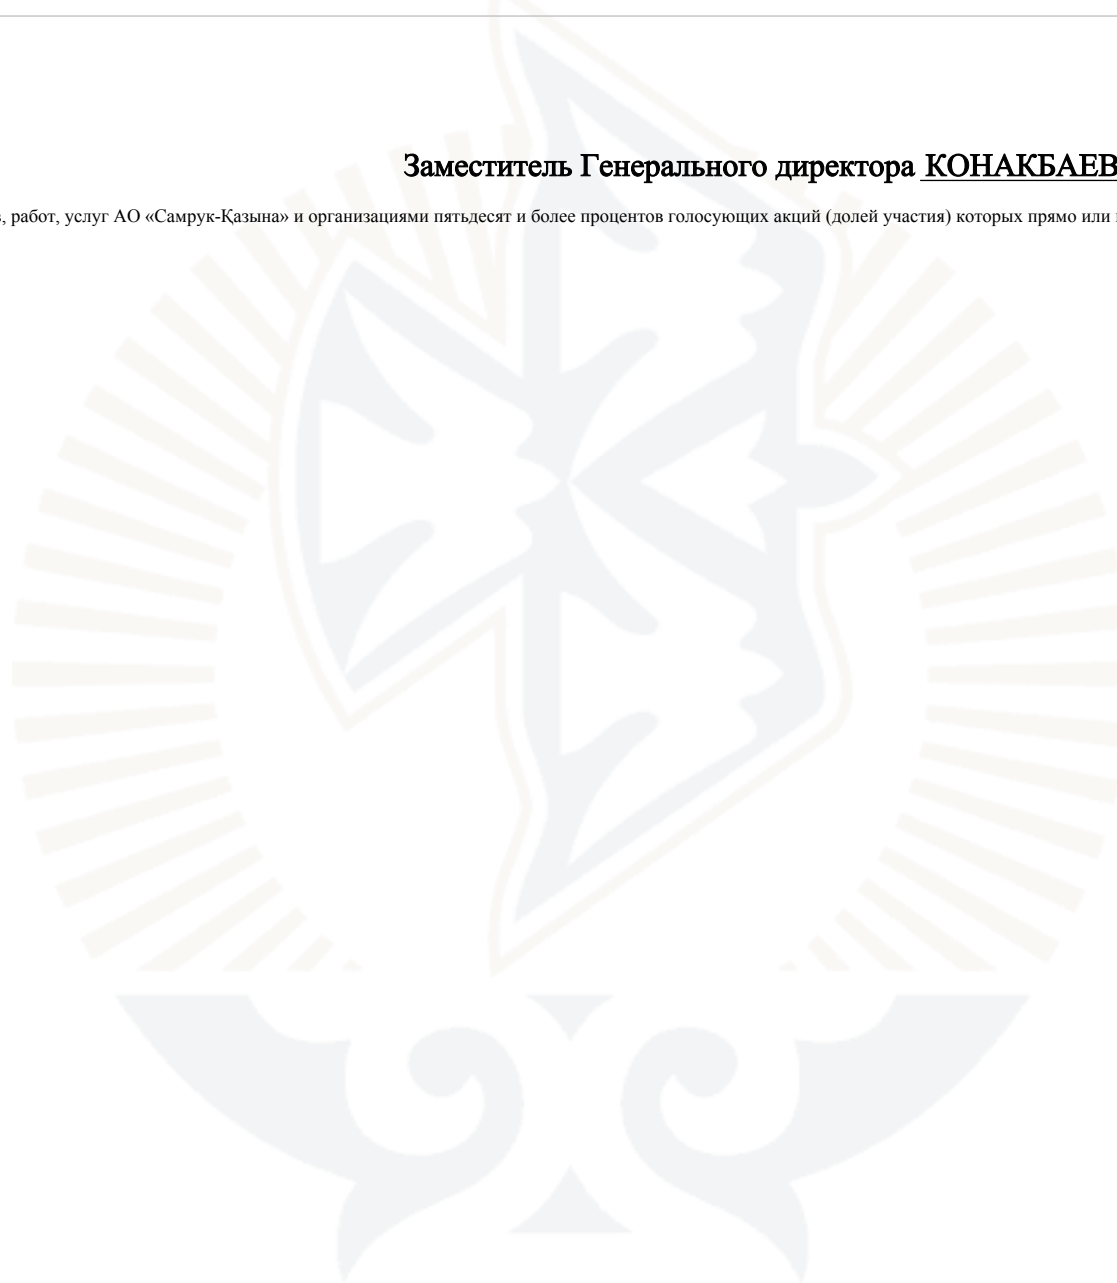 Заместитель Генерального директора КОНАКБАЕВ
, работ, услуг АО «Самрук-Қазына» и организациями пятьдесят и более процентов голосующих акций (долей участия) которых прямо или